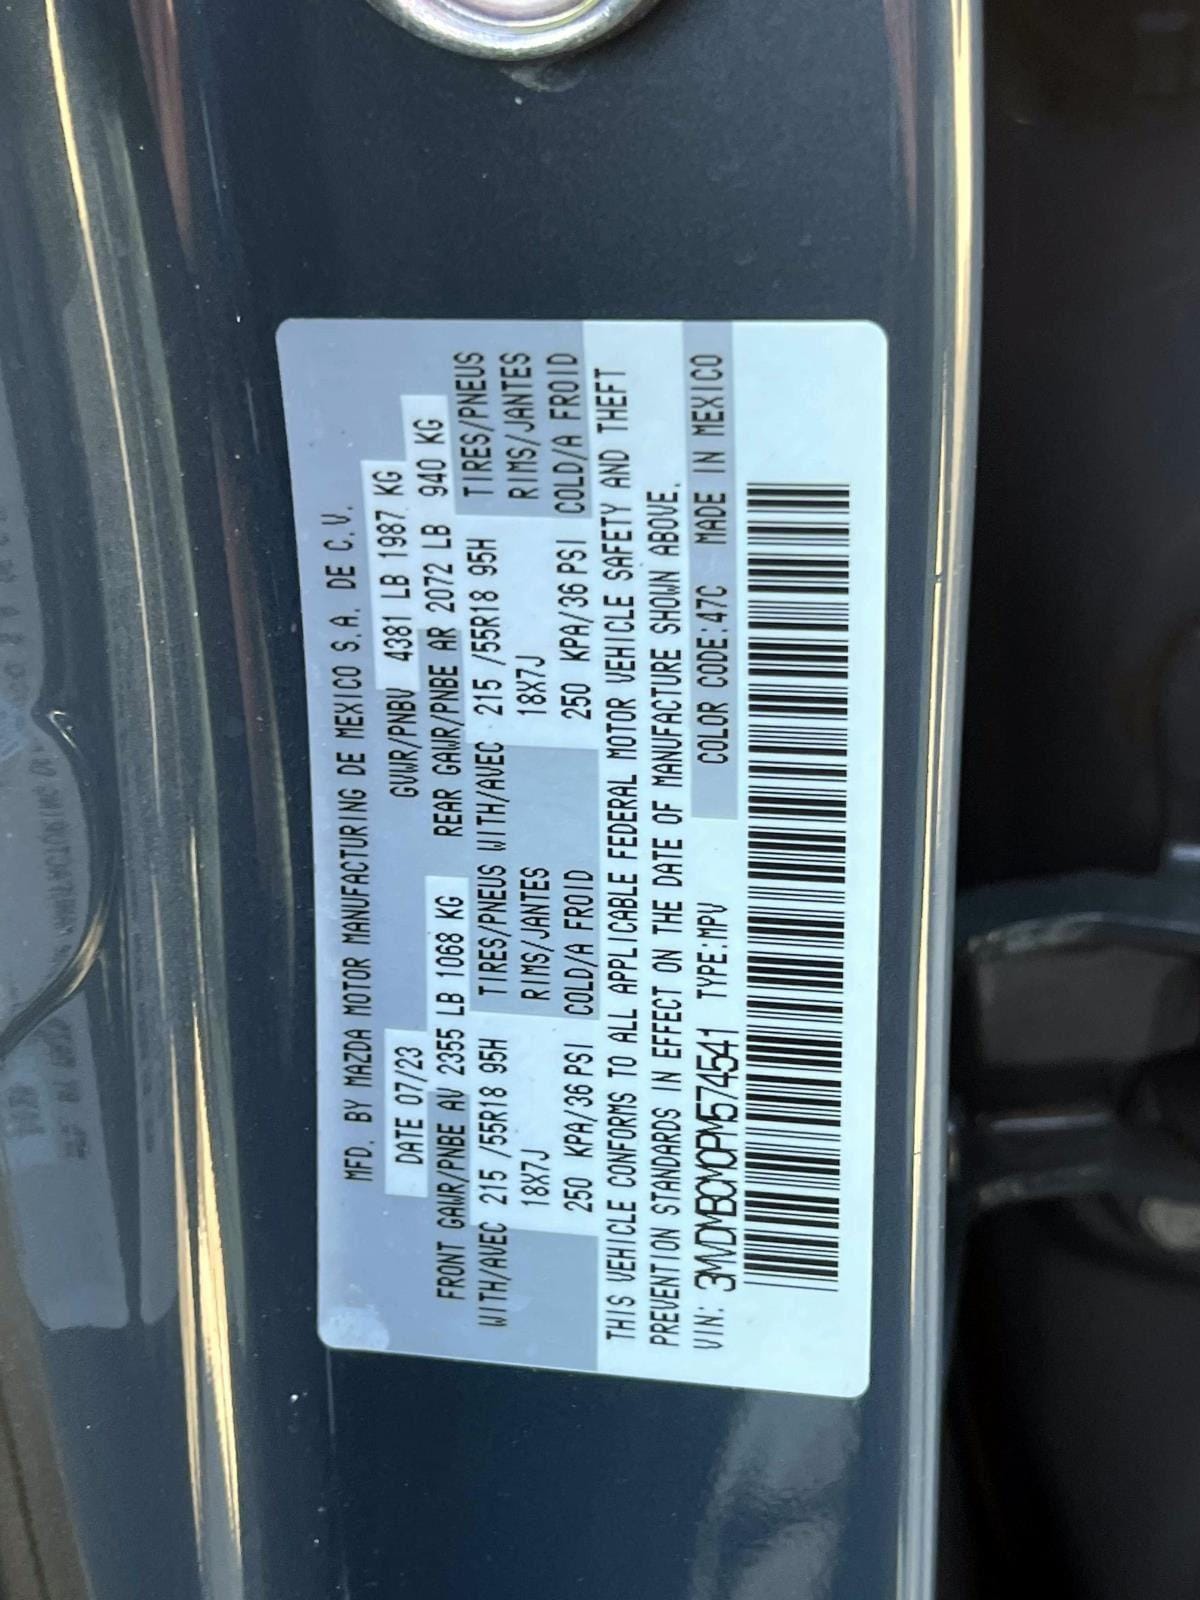 MFD. BY MAZDA MOTOR MANUFACTURING DE MEXICO S.A. DE C.V.
DATE 07/23 GVWR/PNBV 4381 LB 1987 KG
FRONT GAWR/PNBE AV 2355 LB 1068 KG REAR GAWR/PNBE AR 2072 LB 940 KG
WITH/AVEC 215 /55R18 95H TIRES/PNEUS WITH/AVEC 215 /55R18 95H TIRES/PNEUS
18X7J RIMS/JANTES 18X7J RIMS/JANTES
250 KPA/36 PSI COLD/A FROID 250 KPA/36 PSI COLD/A FROID
THIS VEHICLE CONFORMS TO ALL APPLICABLE FEDERAL MOTOR VEHICLE SAFETY AND THEFT
PREVENTION STANDARDS IN EFFECT ON THE DATE OF MANUFACTURE SHOWN ABOVE.
VIN: 3MVDMBCM0PM574541 TYPE:MPV COLOR CODE:47C MADE IN MEXICO